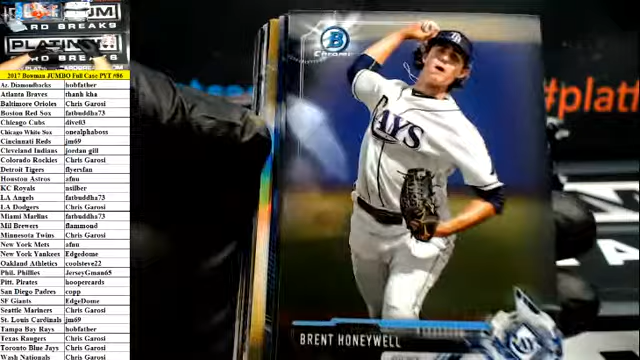 CARD BREAKS
PLATINUM
2017 Bowman JUMBO Full Case PYT #86
Az. Diamondbacks bobfather
Atlanta Braves thank kha
Baltimore Orioles Chris Garosi
Boston Red Sox fatbuddha73
Chicago Cubs dive03
Chicago White Sox onealphaboss
Cincinnati Reds jm69
Cleveland Indians jordan gill
Colorado Rockies Chris Garosi
Detroit Tigers flyersfan
Houston Astros afnu
KC Royals nsilber
LA Angels fatbuddha73
LA Dodgers Chris Garosi
Miami Marlins fatbuddha73
Mil Brewers flammond
Minnesota Twins Chris Garosi
New York Mets afnu
New York Yankees Edgedome
Oakland Athletics coolsteve22
Phil. Phillies JerseyGman65
Pitt. Pirates hoopercards
San Diego Padres copp
SF Giants EdgeDome
Seattle Mariners Chris Garosi
St. Louis Cardinals jm69
Tampa Bay Rays bobfather
Texas Rangers Chris Garosi
Toronto Blue Jays Chris Garosi
Wash Nationals Chris Garosi
B
Chrome
RAYS
#platf
BRENT HONEYWELL